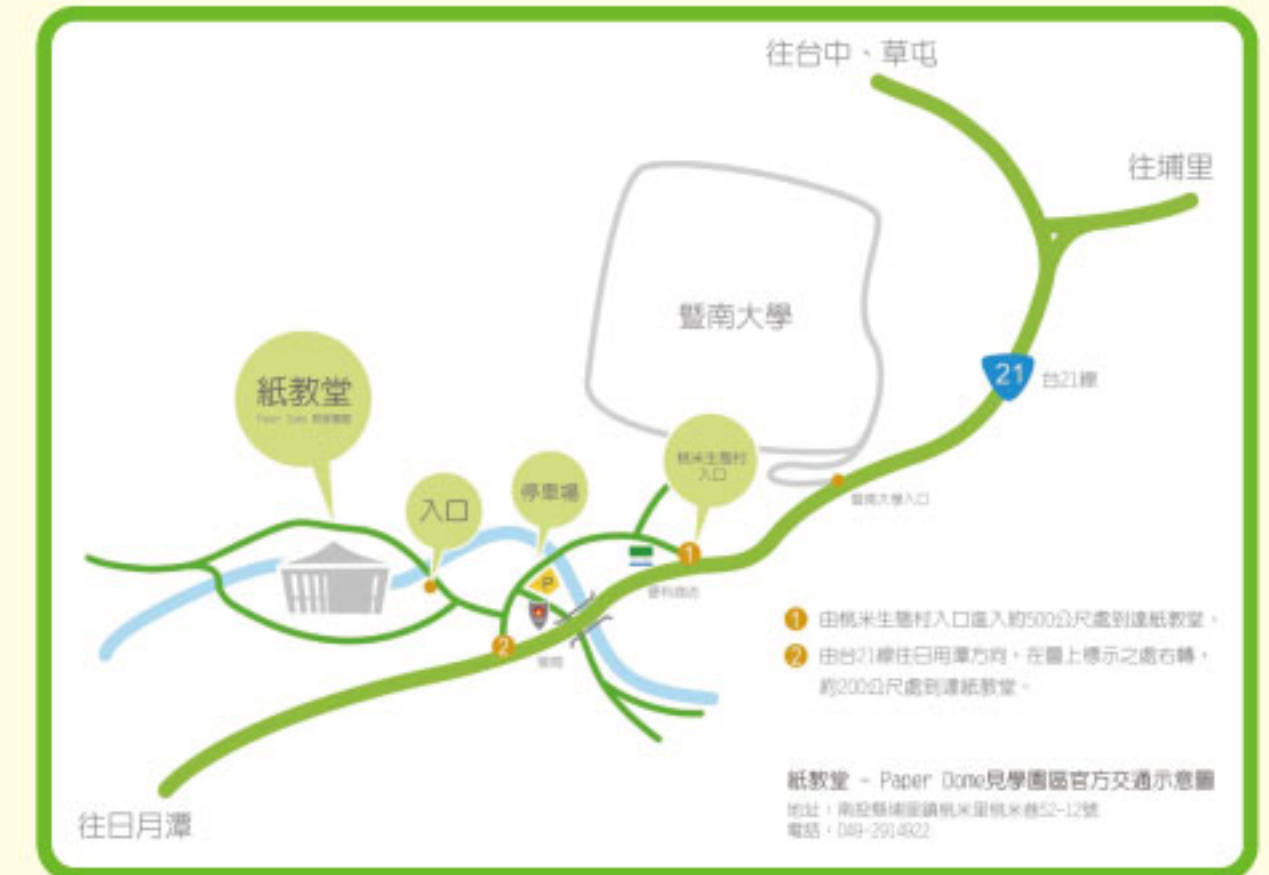 往台中、草屯
往埔里
暨南大學
21
台21線
紙教堂
桃米生態村
入口
停車場
入口
暨南大學入口
1
便利商店
P
2
往日月潭
1 由桃米生態村入口進入約500公尺處到達紙教堂。
2 由台21線往日月潭方向，在圖上標示之處右轉，
約200公尺處到達紙教堂。
紙教堂 - Paper Dome見學園區官方交通示意圖
地址：南投縣埔里鎮桃米里桃米巷52-12號
電話：049-2914922